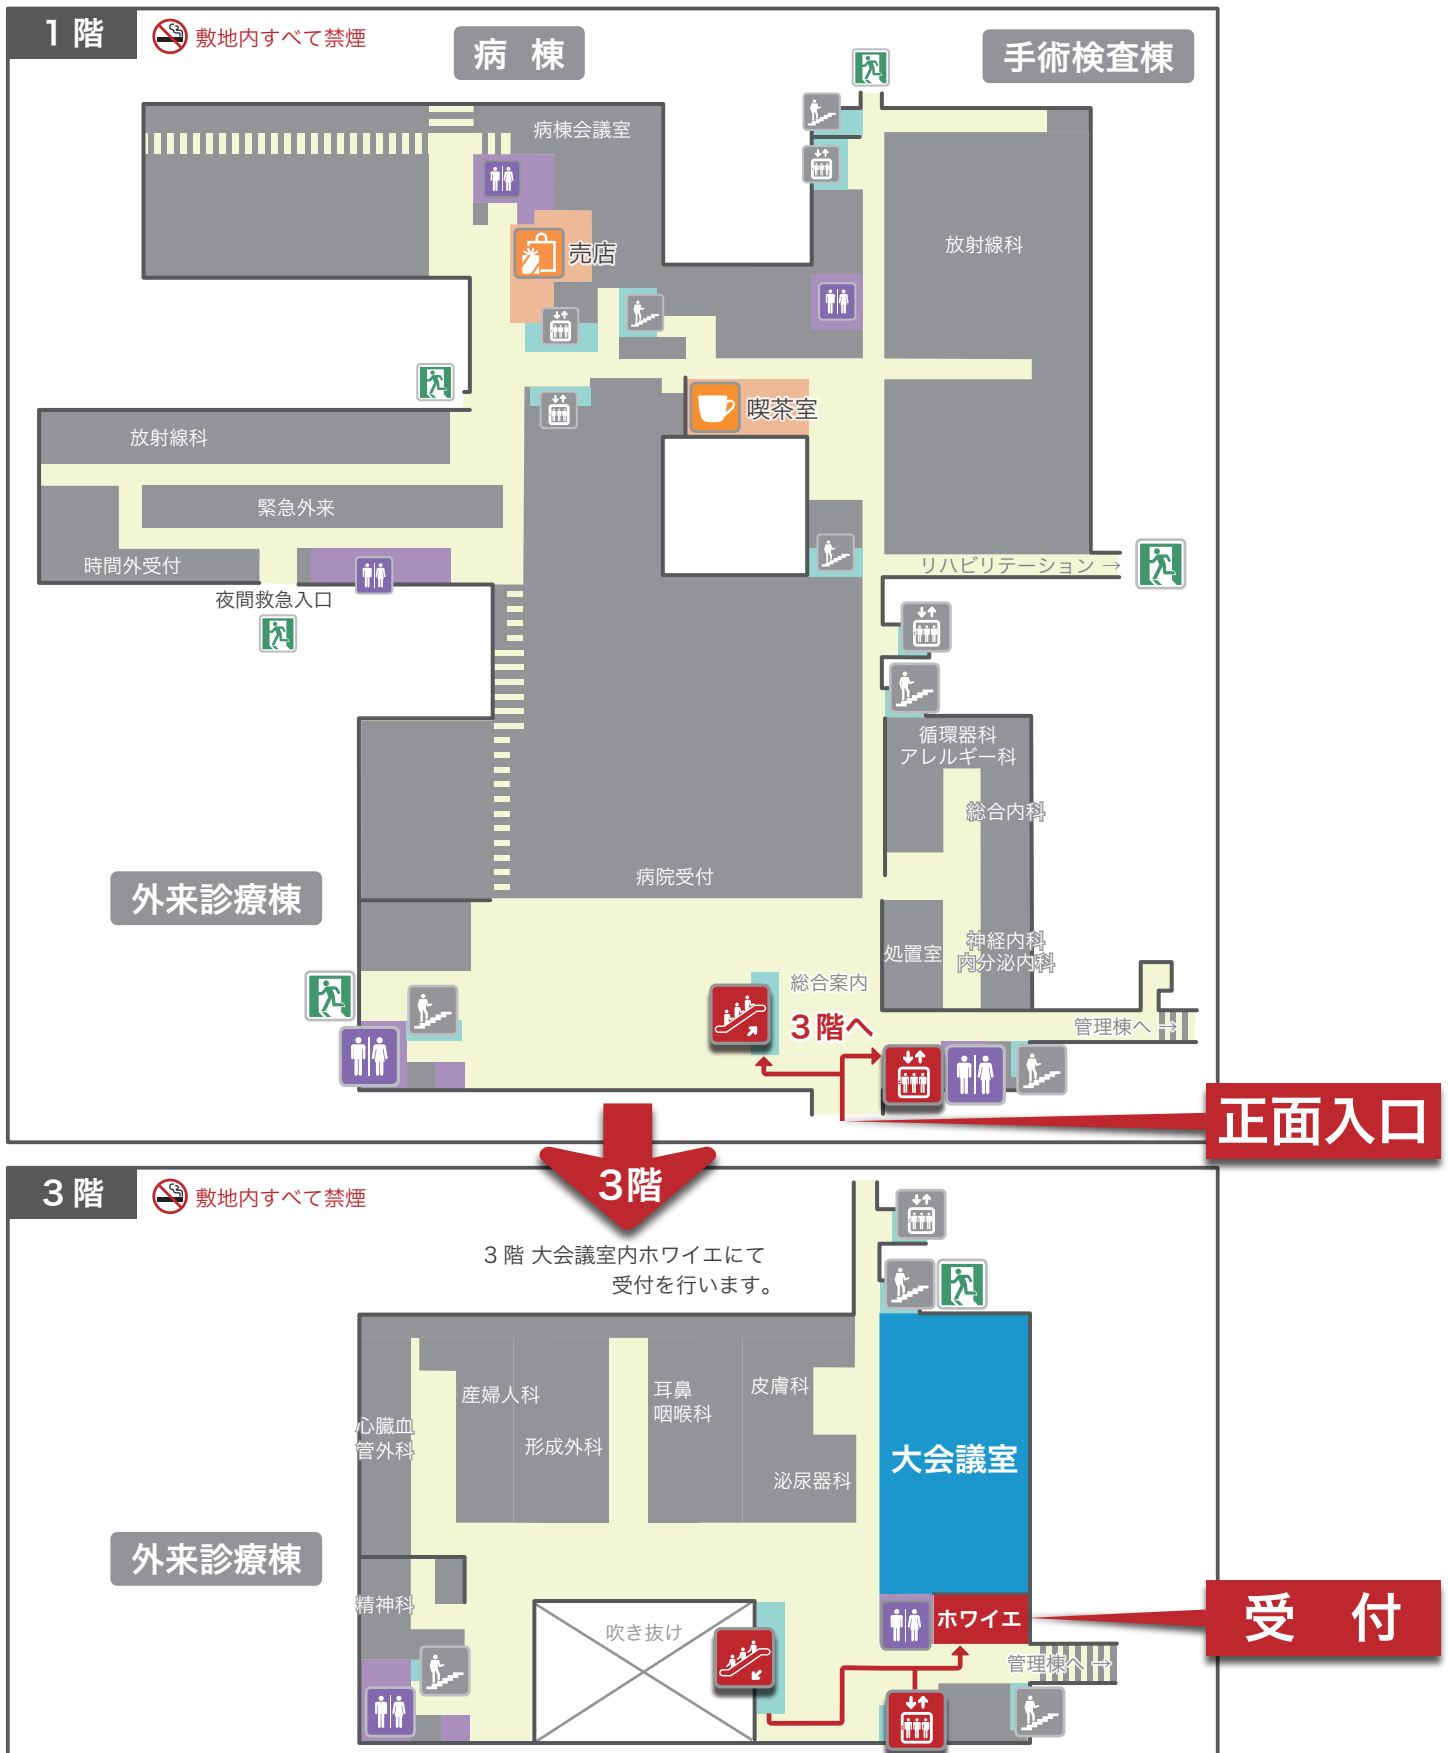 1階
敷地内すべて禁煙
病 棟
手術検査棟
病棟会議室
売店
放射線科
喫茶室
放射線科
緊急外来
時間外受付
夜間救急入口
リハビリテーション →
循環器科
アレルギー科
総合内科
病院受付
外来診療棟
処置室
神経内科
内分泌内科
総合案内
3階へ
管理棟へ →
正面入口
3階
3階
敷地内すべて禁煙
3階 大会議室内ホワイエにて
受付を行います。
産婦人科
耳鼻
咽喉科
皮膚科
心臓血
管外科
形成外科
泌尿器科
大会議室
外来診療棟
精神科
吹き抜け
ホワイエ
受 付
管理棟へ →